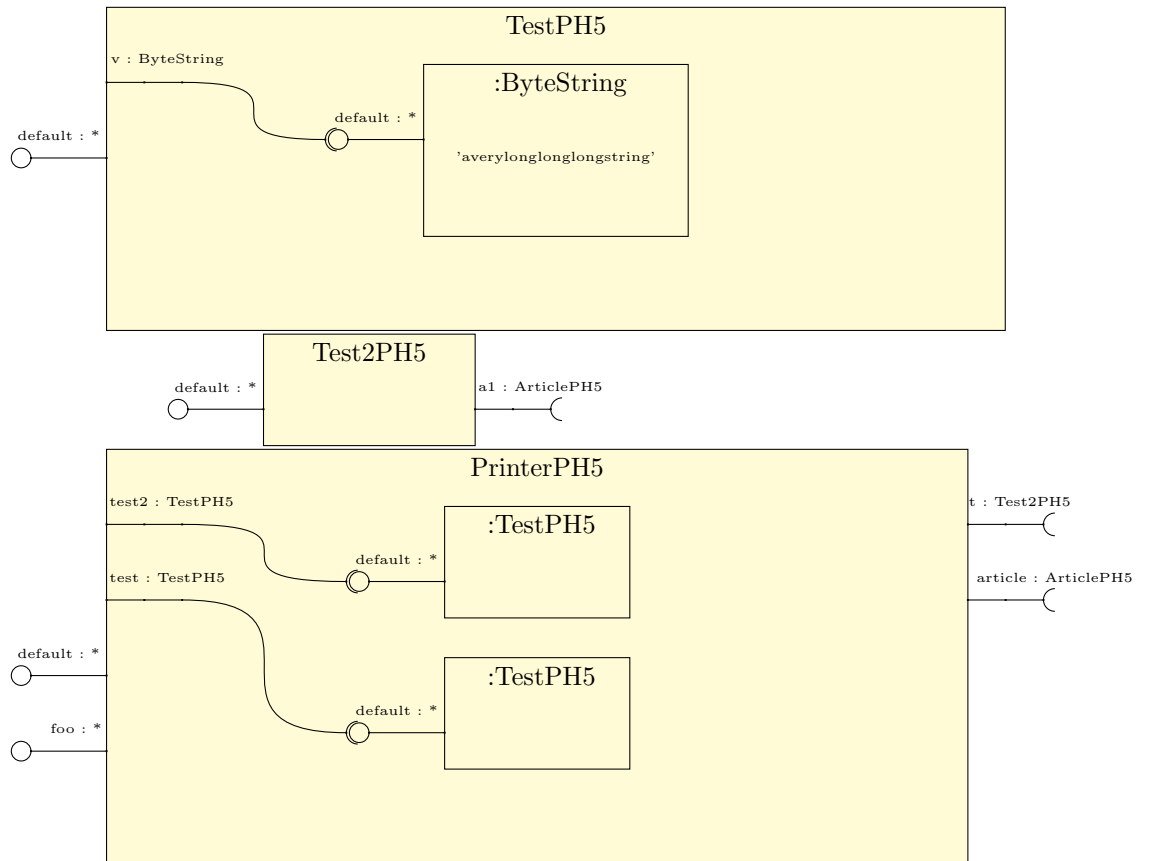 TestPH5
v : ByteString
:ByteString
default : *
default : *
'averylonglonglongstring'
Test2PH5
default : *
a1 : ArticlePH5
PrinterPH5
test2 : TestPH5
t : Test2PH5
:TestPH5
default : *
test : TestPH5
article : ArticlePH5
default : *
:TestPH5
default : *
foo : *